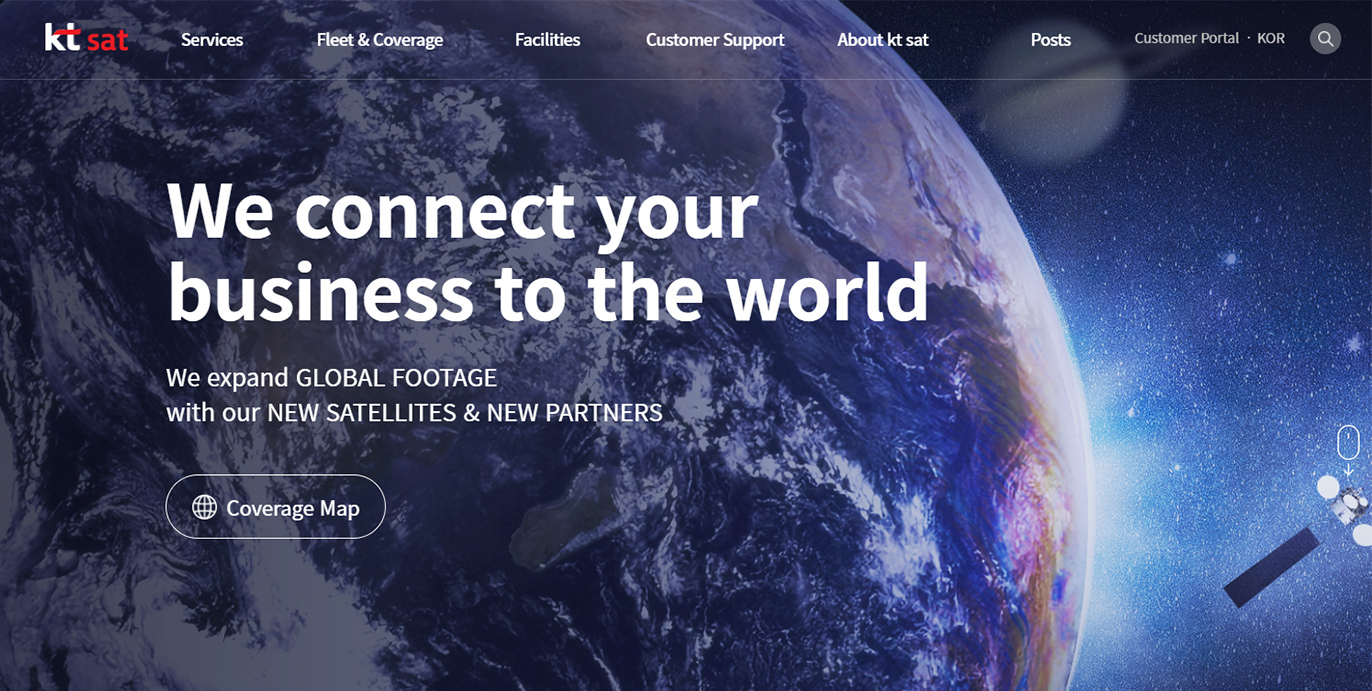 kt sat
Services
Fleet & Coverage
Facilities
Customer Support
About kt sat
Posts
Customer Portal · KOR
We connect your
business to the world
We expand GLOBAL FOOTAGE
with our NEW SATELLITES & NEW PARTNERS
Coverage Map